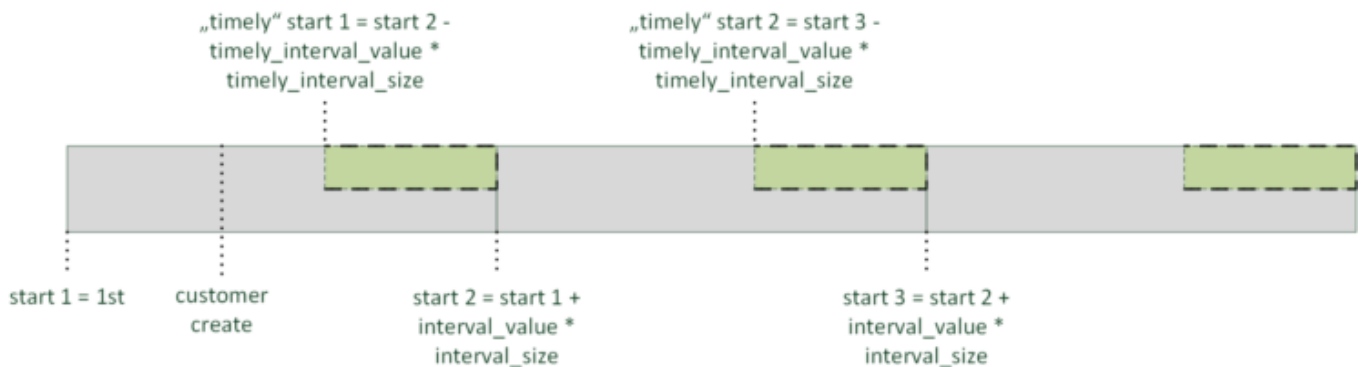 „timely“ start 1 = start 2 -
timely_interval_value *
timely_interval_size
„timely“ start 2 = start 3 -
timely_interval_value *
timely_interval_size
start 1 = 1st
customer
create
start 2 = start 1 +
interval_value *
interval_size
start 3 = start 2 +
interval_value *
interval_size